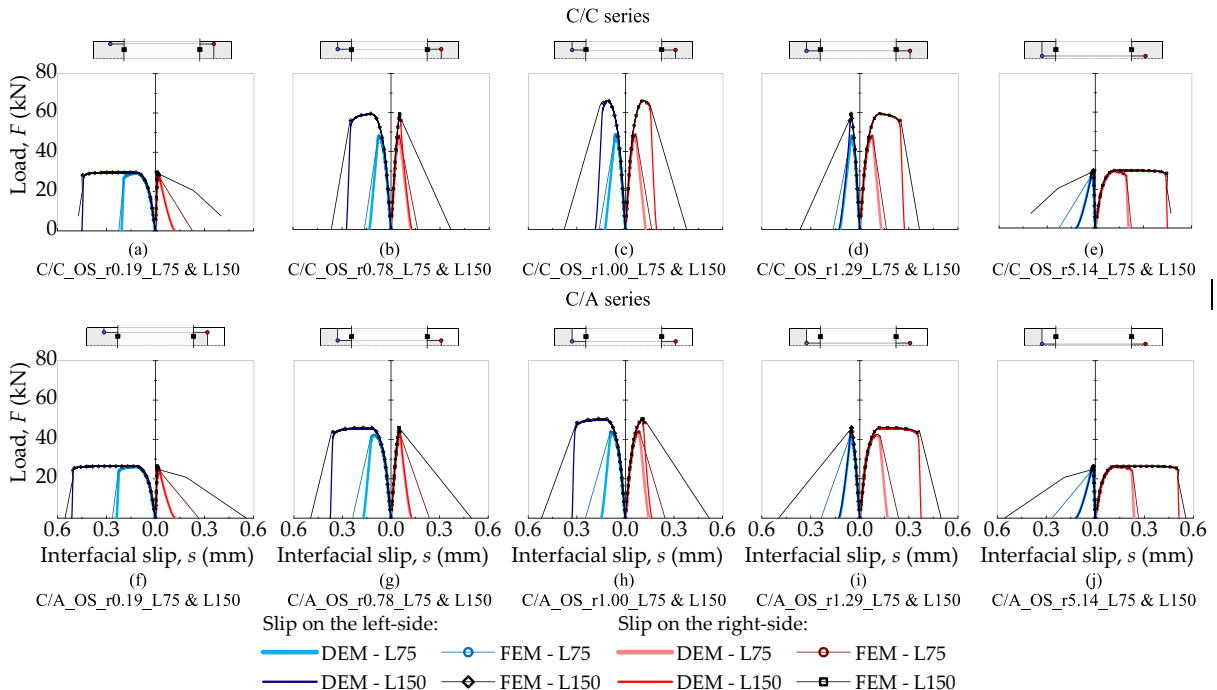 C/C series
80
60
40
20
0
Load, F (kN)
(a)
C/C_OS_r0.19_L75 & L150
(b)
C/C_OS_r0.78_L75 & L150
(c)
C/C_OS_r1.00_L75 & L150
(d)
C/C_OS_r1.29_L75 & L150
(e)
C/C_OS_r5.14_L75 & L150
C/A series
80
60
40
20
0
Load, F (kN)
0.6 0.3 0.0 0.3 0.6
0.6 0.3 0.0 0.3 0.6
0.6 0.3 0.0 0.3 0.6
0.6 0.3 0.0 0.3 0.6
0.6 0.3 0.0 0.3 0.6
Interfacial slip, s (mm)
Interfacial slip, s (mm)
Interfacial slip, s (mm)
Interfacial slip, s (mm)
Interfacial slip, s (mm)
(f)
C/A_OS_r0.19_L75 & L150
(g)
C/A_OS_r0.78_L75 & L150
(h)
C/A_OS_r1.00_L75 & L150
(i)
C/A_OS_r1.29_L75 & L150
(j)
C/A_OS_r5.14_L75 & L150
Slip on the left-side:
DEM - L75
FEM - L75
DEM - L150
FEM - L150
Slip on the right-side:
DEM - L75
FEM - L75
DEM - L150
FEM - L150